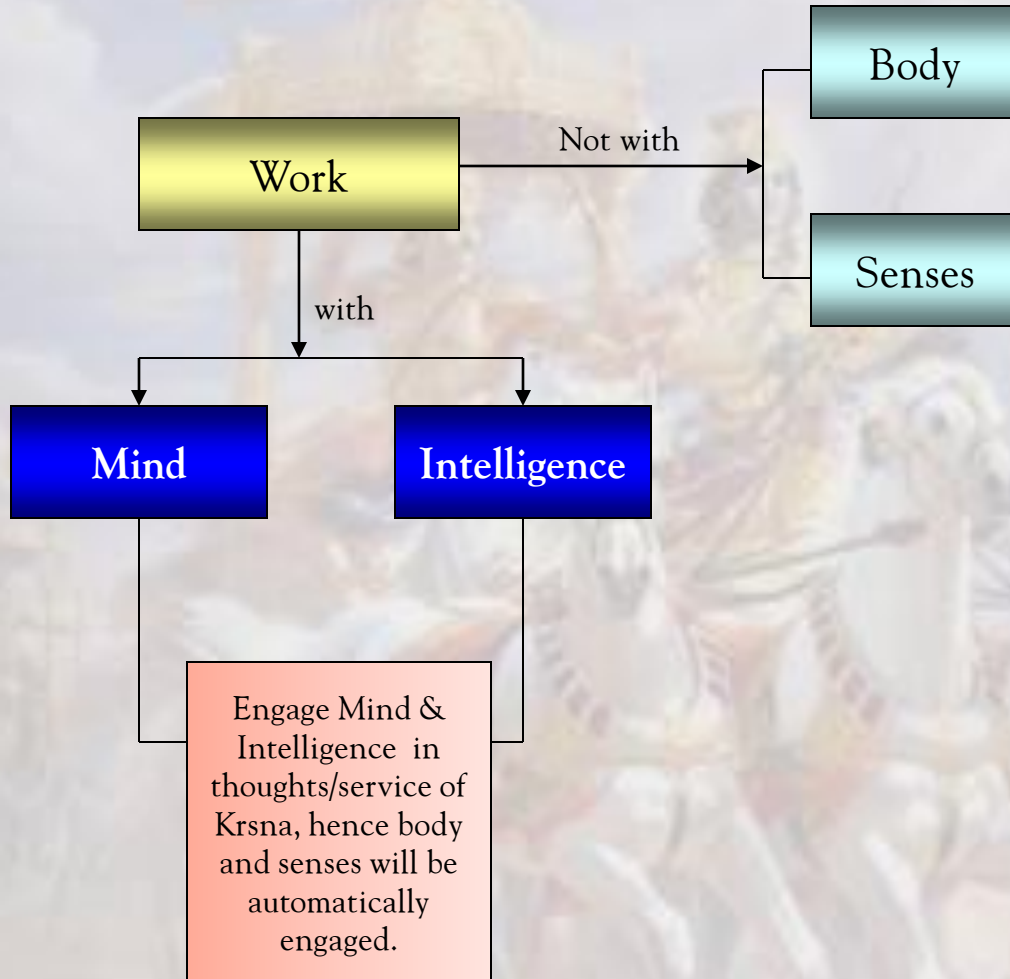 Body
Not with
Work
Senses
with
Mind
Intelligence
Engage Mind &
Intelligence in
thoughts/service of
Krsna, hence body
and senses will be
automatically
engaged.